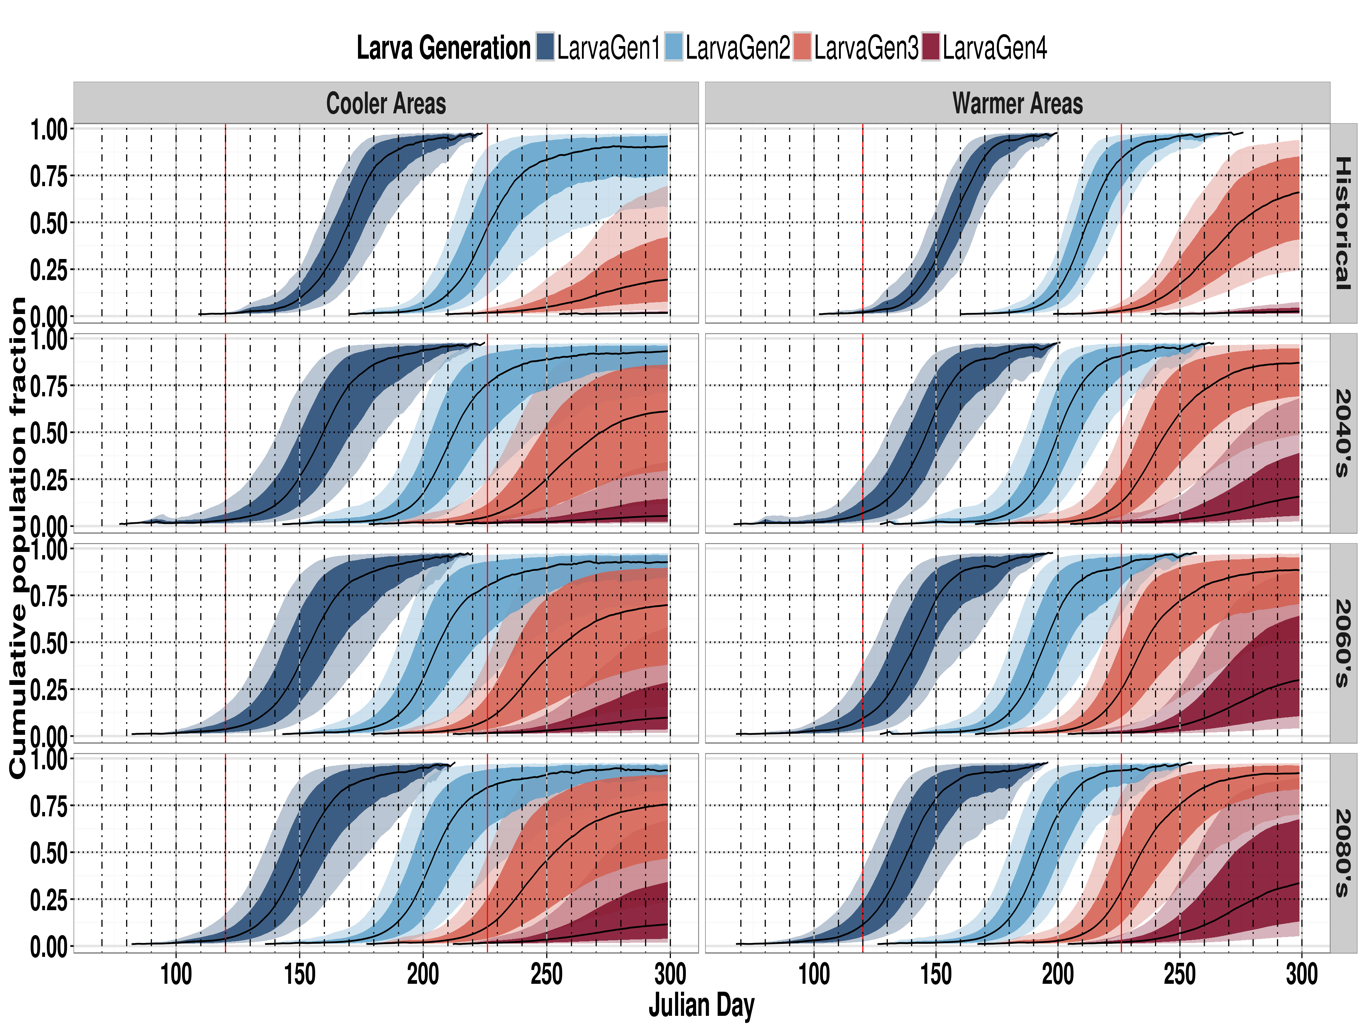 Larva Generation LarvaGen1 LarvaGen2 LarvaGen3 LarvaGen4
Cooler Areas Warmer Areas
Cumulative population fraction
1.00
0.75
0.50
0.25
0.00
Historical
1.00
0.75
0.50
0.25
0.00
2040's
1.00
0.75
0.50
0.25
0.00
2060's
1.00
0.75
0.50
0.25
0.00
2080's
100 150 200 250 300 100 150 200 250 300
Julian Day